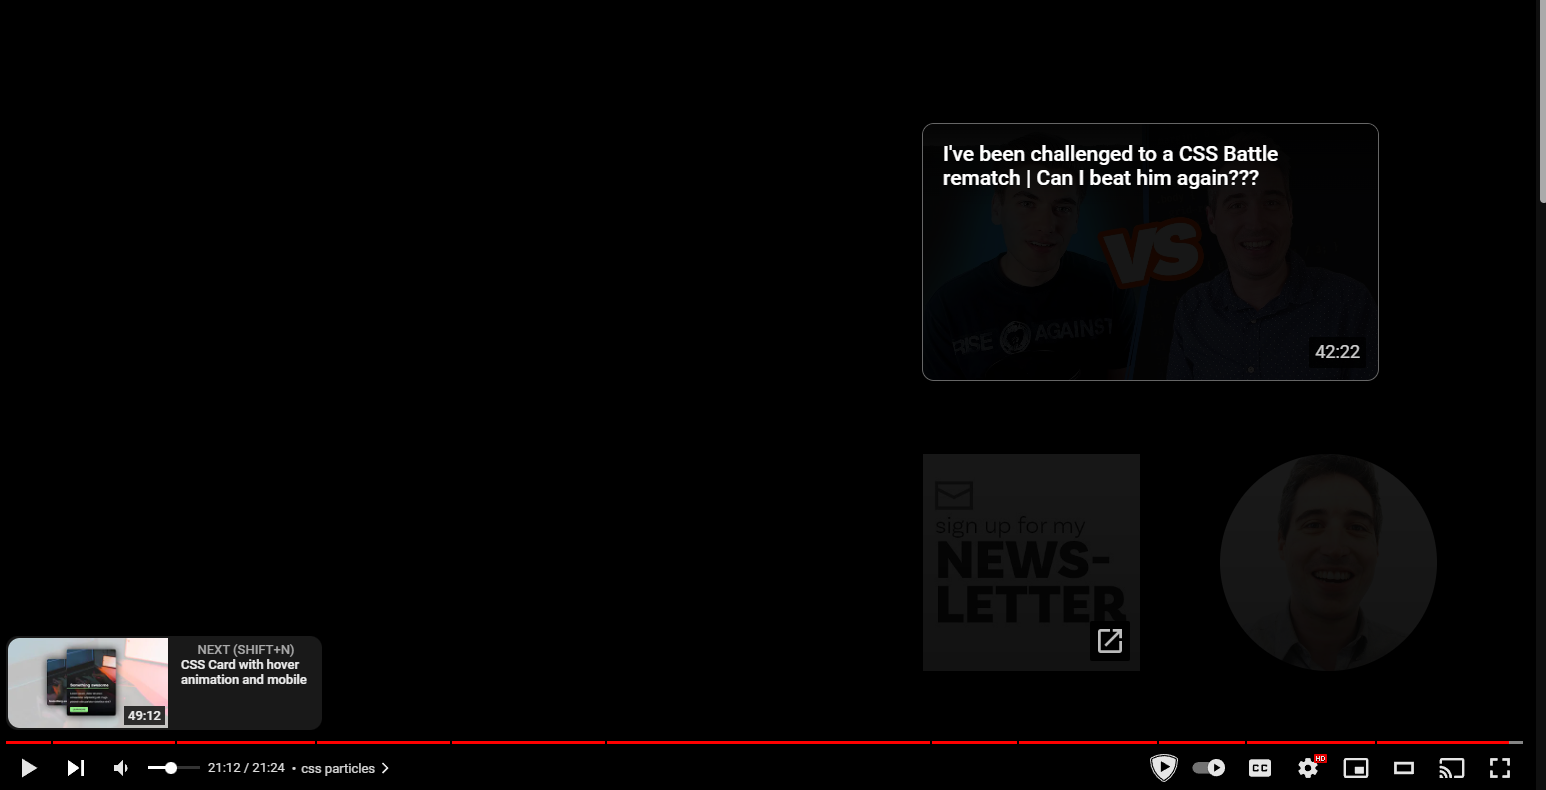 I've been challenged to a CSS Battle
rematch | Can I beat him again???
VS
RISE AGAINST
42:22
sign up for my
NEWS-
LETTER
NEXT (SHIFT+N)
CSS Card with hover
animation and mobile
Something awesome
49:12
21:12 / 21:24 • css particles
CC
HD